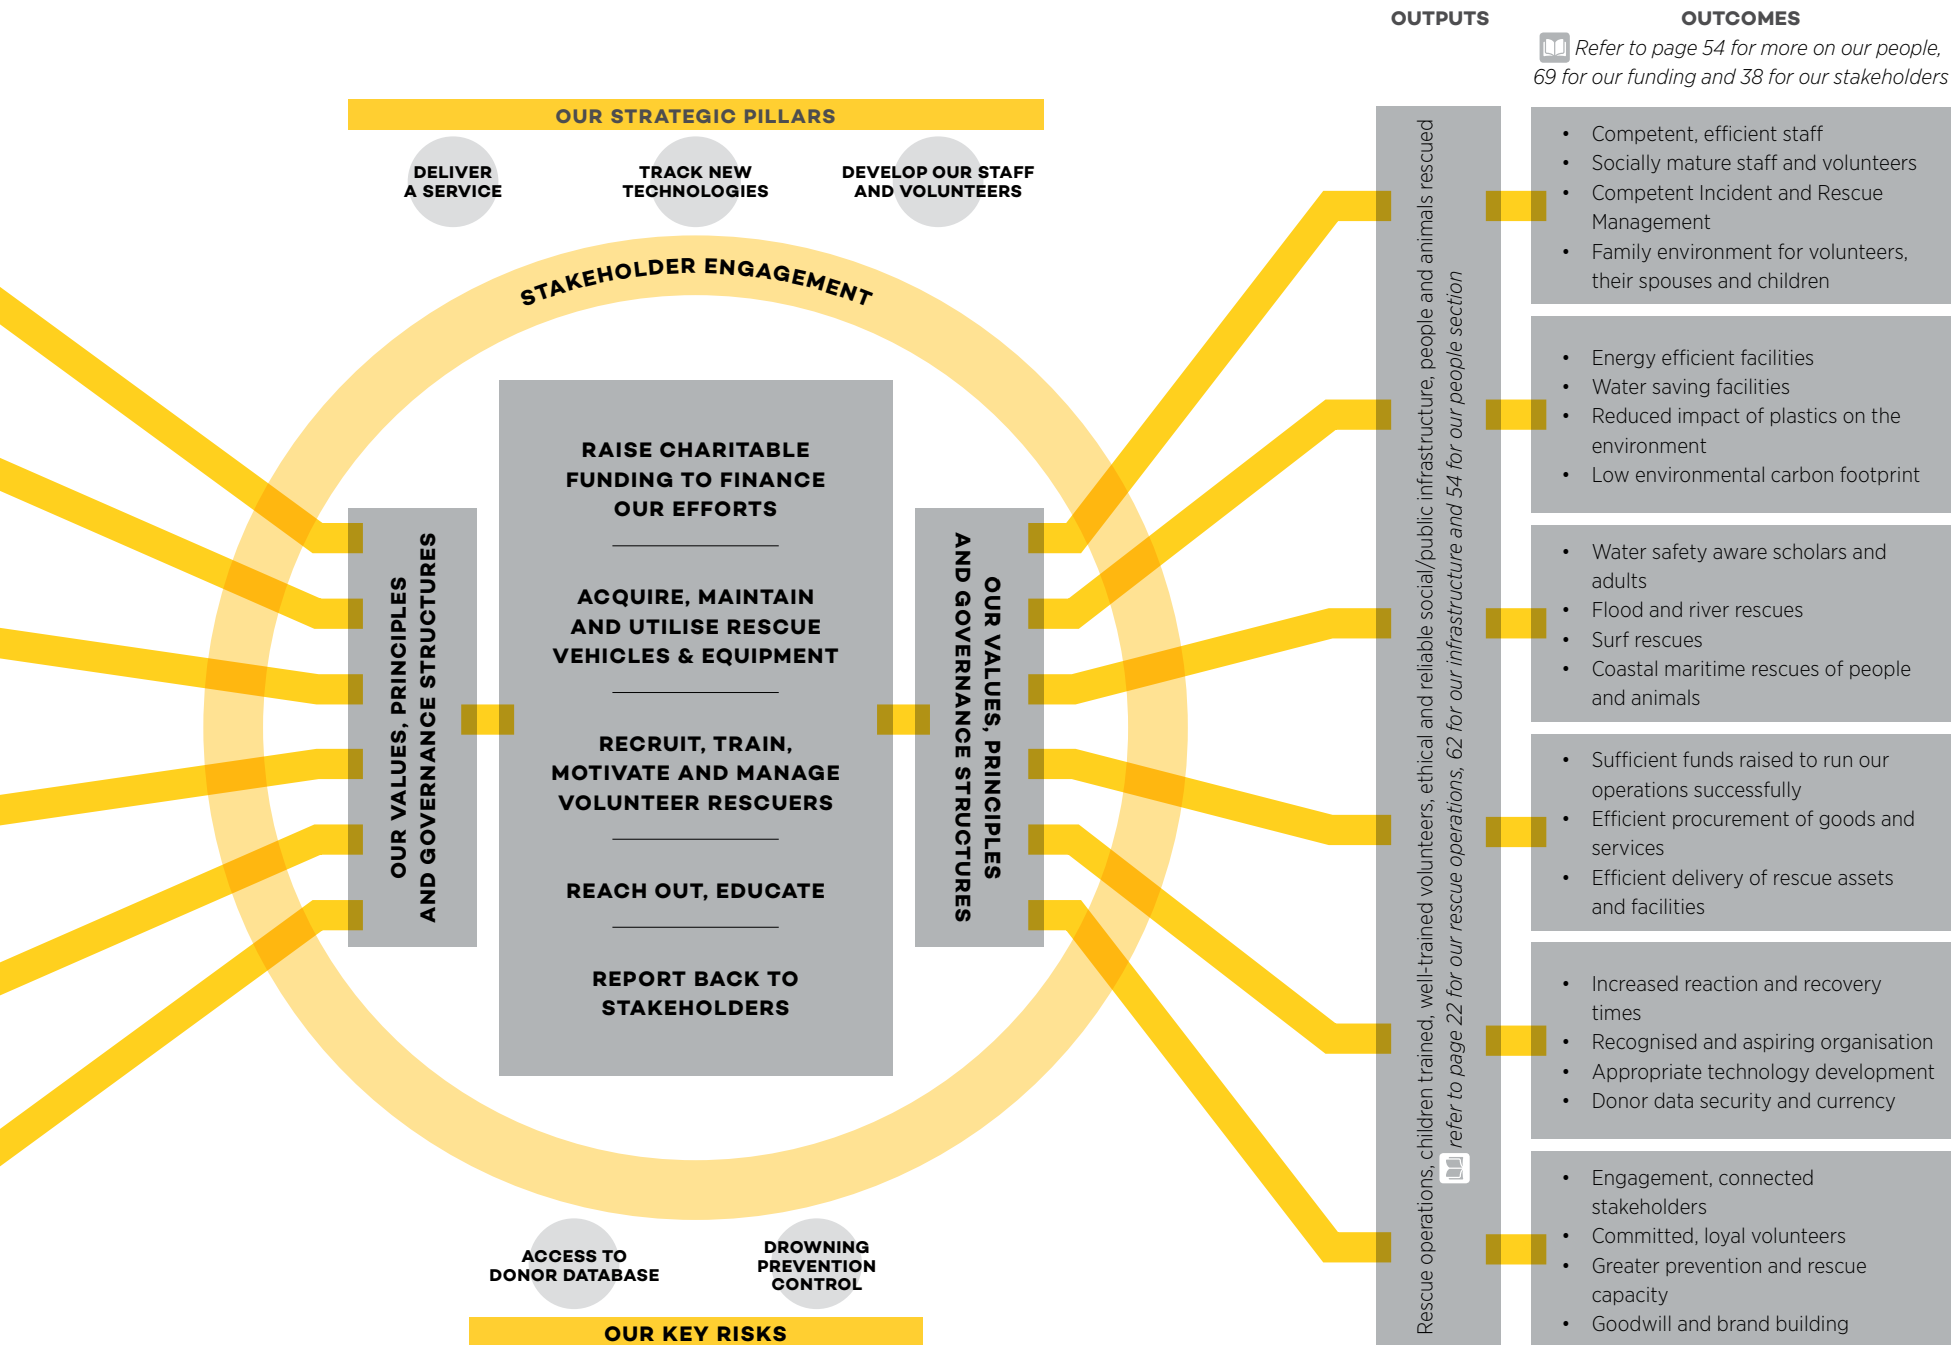 OUR STRATEGIC PILLARS
DELIVER
A SERVICE
TRACK NEW
TECHNOLOGIES
DEVELOP OUR STAFF
AND VOLUNTEERS
STAKEHOLDER ENGAGEMENT
OUR VALUES, PRINCIPLES
AND GOVERNANCE STRUCTURES
RAISE CHARITABLE
FUNDING TO FINANCE
OUR EFFORTS
ACQUIRE, MAINTAIN
AND UTILISE RESCUE
VEHICLES & EQUIPMENT
RECRUIT, TRAIN,
MOTIVATE AND MANAGE
VOLUNTEER RESCUERS
REACH OUT, EDUCATE
REPORT BACK TO
STAKEHOLDERS
OUR VALUES, PRINCIPLES
AND GOVERNANCE STRUCTURES
ACCESS TO
DONOR DATABASE
DROWNING
PREVENTION
CONTROL
OUR KEY RISKS
OUTPUTS
Rescue operations, children trained, well-trained volunteers, ethical and reliable social/public infrastructure, people and animals rescued
refer to page 22 for our rescue operations, 62 for our infrastructure and 54 for our people section
OUTCOMES
Refer to page 54 for more on our people,
69 for our funding and 38 for our stakeholders
• Competent, efficient staff
• Socially mature staff and volunteers
• Competent Incident and Rescue
Management
• Family environment for volunteers,
their spouses and children
• Energy efficient facilities
• Water saving facilities
• Reduced impact of plastics on the
environment
• Low environmental carbon footprint
• Water safety aware scholars and
adults
• Flood and river rescues
• Surf rescues
• Coastal maritime rescues of people
and animals
• Sufficient funds raised to run our
operations successfully
• Efficient procurement of goods and
services
• Efficient delivery of rescue assets
and facilities
• Increased reaction and recovery
times
• Recognised and aspiring organisation
• Appropriate technology development
• Donor data security and currency
• Engagement, connected
stakeholders
• Committed, loyal volunteers
• Greater prevention and rescue
capacity
• Goodwill and brand building